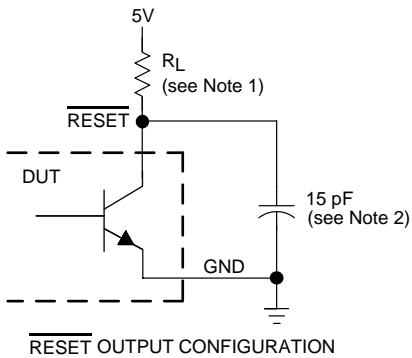 5V
RL
(see Note 1)
RESET
DUT
15 pF
(see Note 2)
GND
RESET OUTPUT CONFIGURATION